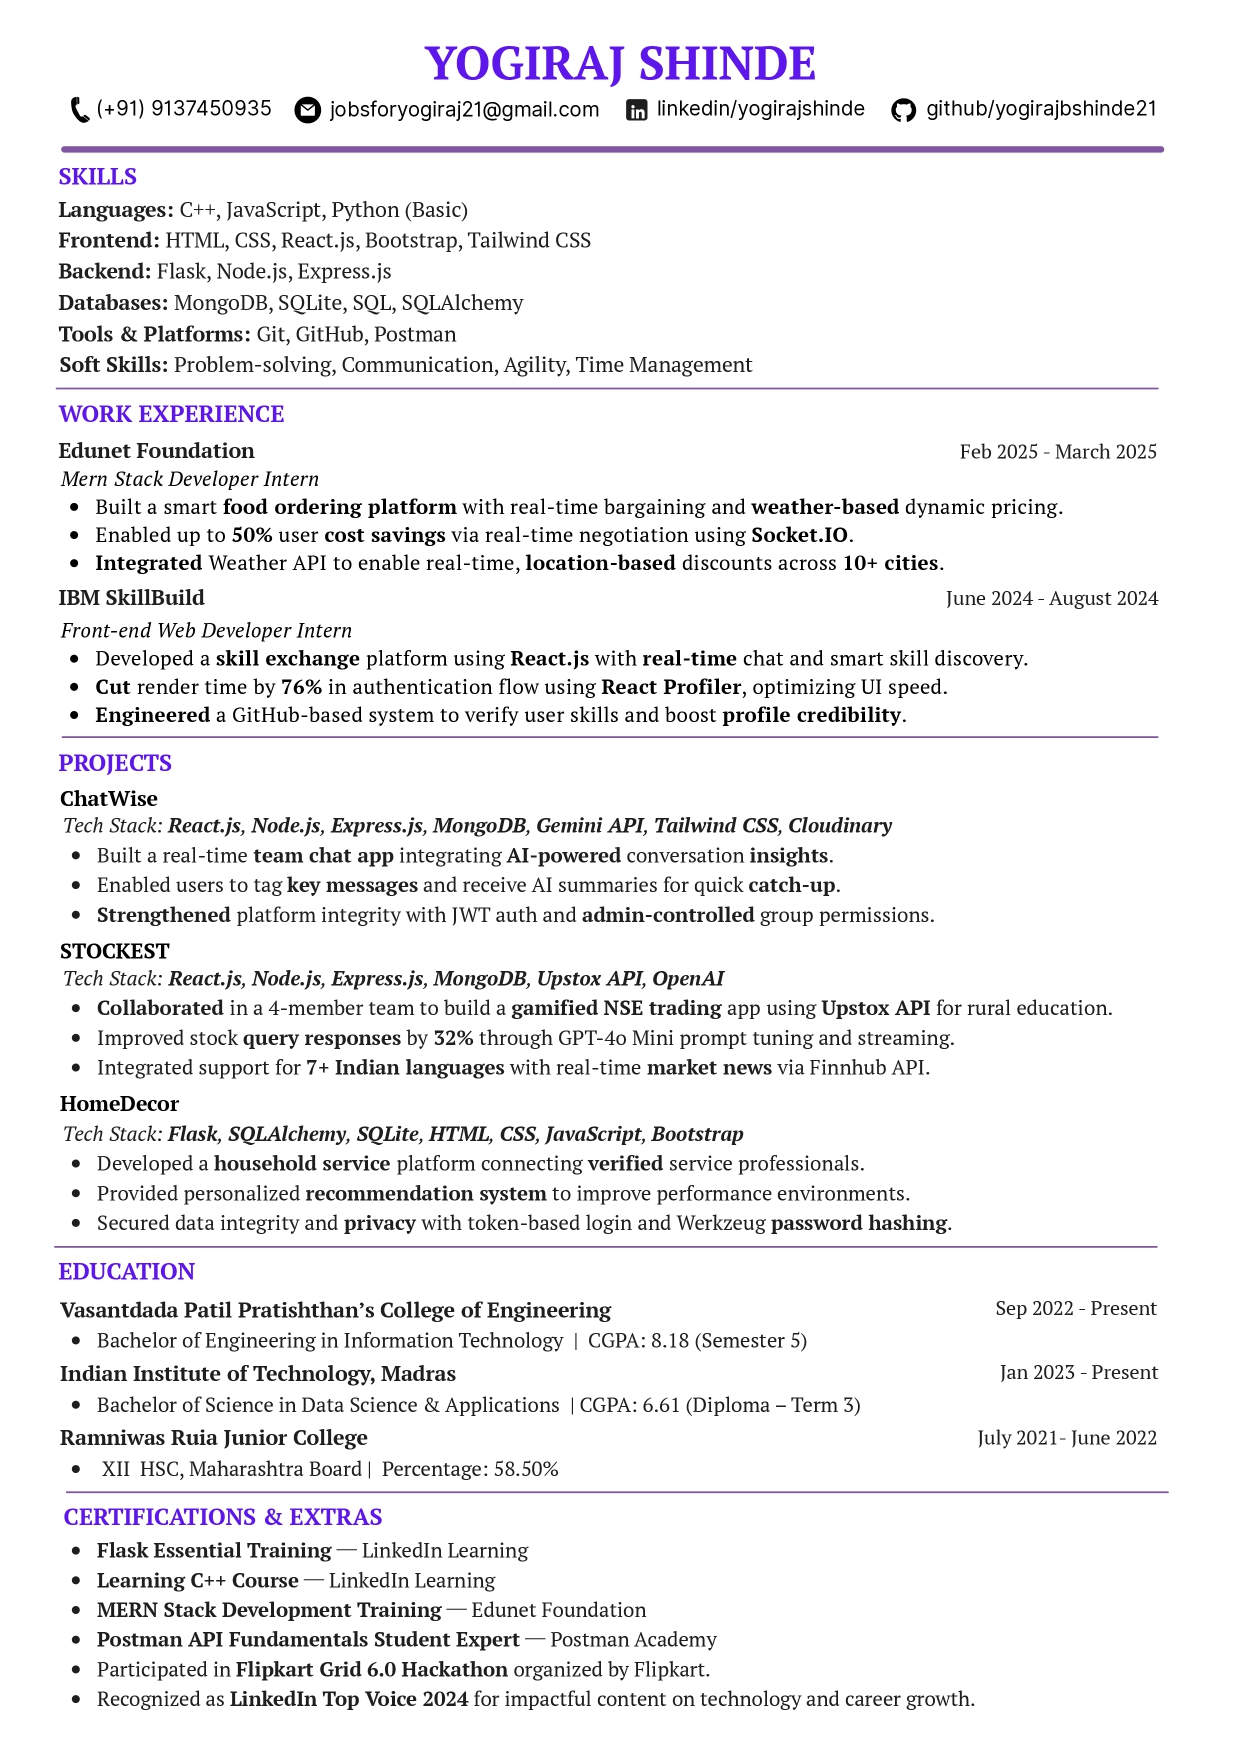 YOGIRAJ SHINDE
(+91) 9137450935 jobsforyogiraj21@gmail.com linkedin/yogirajshinde github/yogirajbshinde21
SKILLS
Languages: C++, JavaScript, Python (Basic)
Frontend: HTML, CSS, React.js, Bootstrap, Tailwind CSS
Backend: Flask, Node.js, Express.js
Databases: MongoDB, SQLite, SQL, SQLAlchemy
Tools & Platforms: Git, GitHub, Postman
Soft Skills: Problem-solving, Communication, Agility, Time Management
WORK EXPERIENCE
Edunet Foundation Feb 2025 - March 2025
Mern Stack Developer Intern
• Built a smart food ordering platform with real-time bargaining and weather-based dynamic pricing.
• Enabled up to 50% user cost savings via real-time negotiation using Socket.IO.
• Integrated Weather API to enable real-time, location-based discounts across 10+ cities.
IBM SkillBuild June 2024 - August 2024
Front-end Web Developer Intern
• Developed a skill exchange platform using React.js with real-time chat and smart skill discovery.
• Cut render time by 76% in authentication flow using React Profiler, optimizing UI speed.
• Engineered a GitHub-based system to verify user skills and boost profile credibility.
PROJECTS
ChatWise
Tech Stack: React.js, Node.js, Express.js, MongoDB, Gemini API, Tailwind CSS, Cloudinary
• Built a real-time team chat app integrating AI-powered conversation insights.
• Enabled users to tag key messages and receive AI summaries for quick catch-up.
• Strengthened platform integrity with JWT auth and admin-controlled group permissions.
STOCKEST
Tech Stack: React.js, Node.js, Express.js, MongoDB, Upstox API, OpenAI
• Collaborated in a 4-member team to build a gamified NSE trading app using Upstox API for rural education.
• Improved stock query responses by 32% through GPT-4o Mini prompt tuning and streaming.
• Integrated support for 7+ Indian languages with real-time market news via Finnhub API.
HomeDecor
Tech Stack: Flask, SQLAlchemy, SQLite, HTML, CSS, JavaScript, Bootstrap
• Developed a household service platform connecting verified service professionals.
• Provided personalized recommendation system to improve performance environments.
• Secured data integrity and privacy with token-based login and Werkzeug password hashing.
EDUCATION
Vasantdada Patil Pratishthan’s College of Engineering Sep 2022 - Present
• Bachelor of Engineering in Information Technology | CGPA: 8.18 (Semester 5)
Indian Institute of Technology, Madras Jan 2023 - Present
• Bachelor of Science in Data Science & Applications | CGPA: 6.61 (Diploma – Term 3)
Ramniwas Ruia Junior College July 2021- June 2022
• XII HSC, Maharashtra Board | Percentage: 58.50%
CERTIFICATIONS & EXTRAS
• Flask Essential Training — LinkedIn Learning
• Learning C++ Course — LinkedIn Learning
• MERN Stack Development Training — Edunet Foundation
• Postman API Fundamentals Student Expert — Postman Academy
• Participated in Flipkart Grid 6.0 Hackathon organized by Flipkart.
• Recognized as LinkedIn Top Voice 2024 for impactful content on technology and career growth.